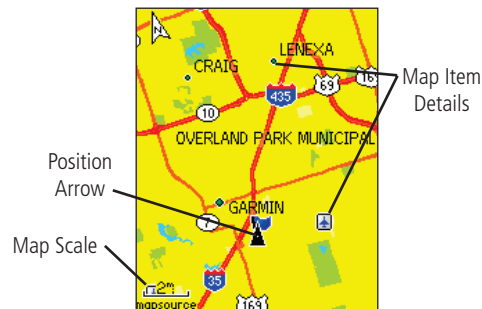 N
LENEXA
CRAIG
69
169
Map Item
Details
435
10
OVERLAND PARK MUNICIPAL
Position
Arrow
GARMIN
7
Map Scale
35
2m
mapsource
169